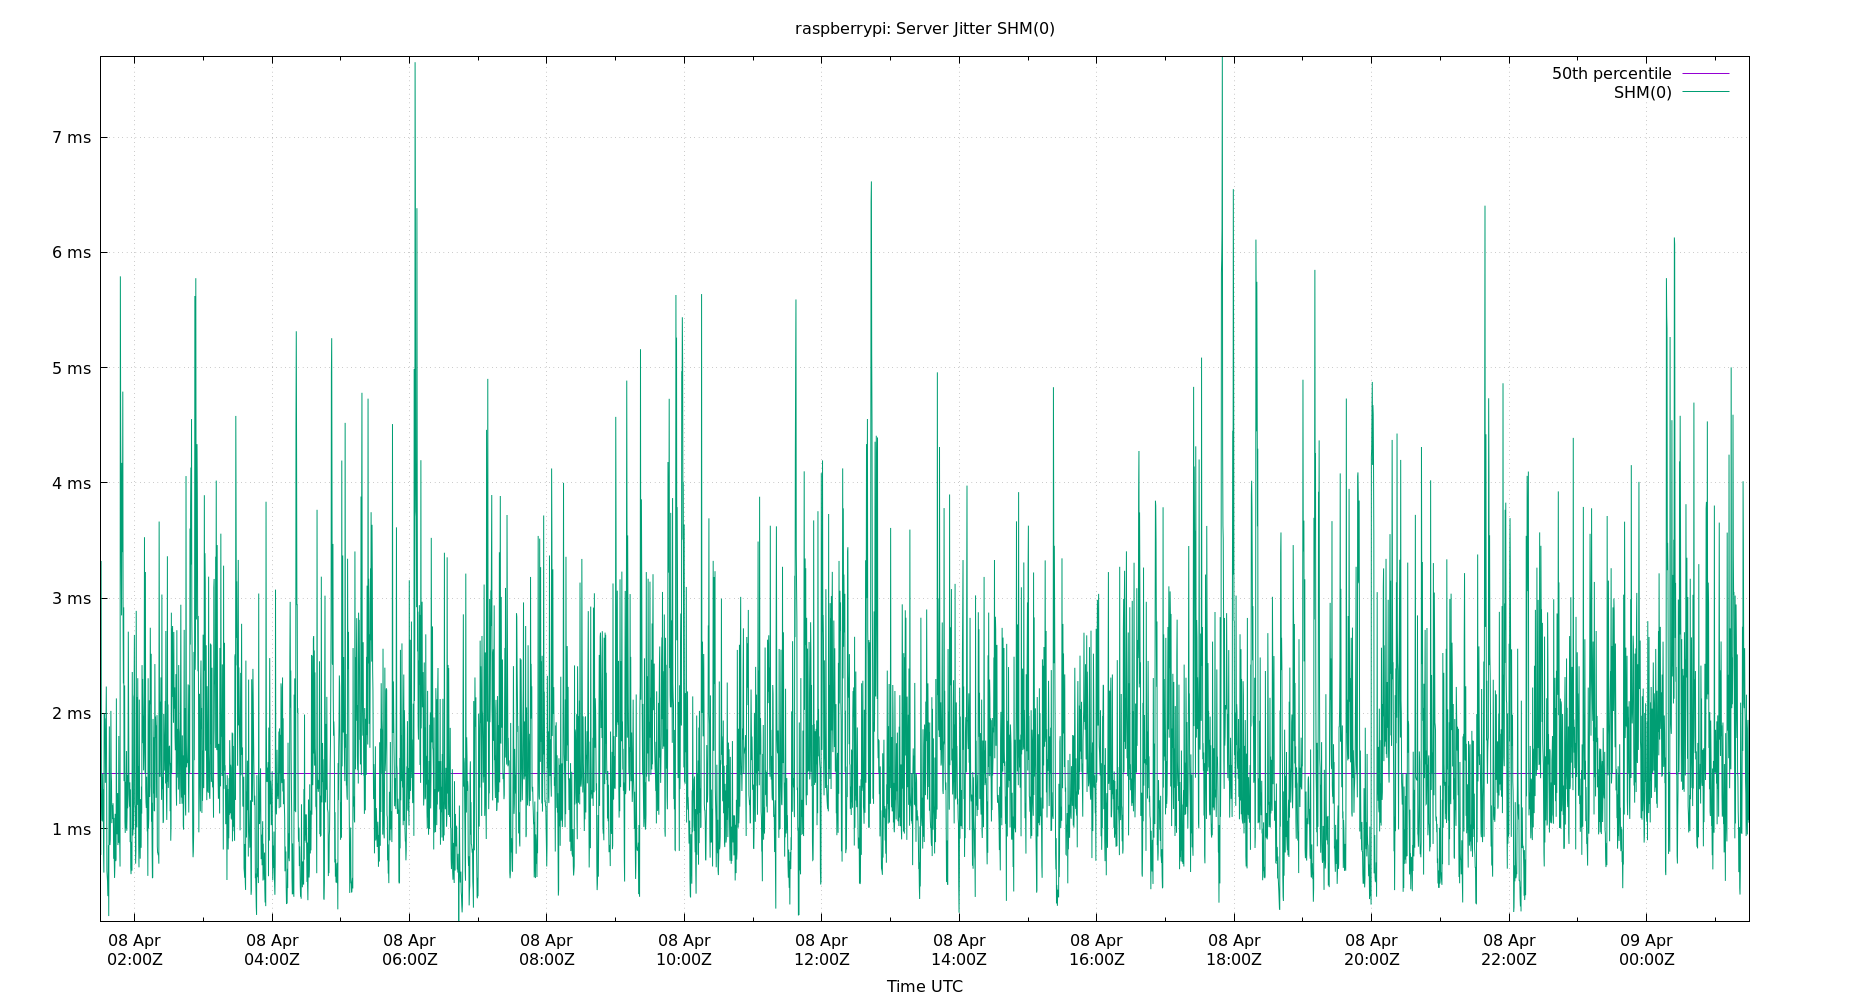 raspberrypi: Server Jitter SHM(0)
50th percentile
SHM(0)
7 ms
6 ms
5 ms
4 ms
3 ms
2 ms
1 ms
08 Apr 08 Apr 08 Apr 08 Apr 08 Apr 08 Apr 08 Apr 08 Apr 08 Apr 08 Apr 08 Apr 09 Apr
02:00Z 04:00Z 06:00Z 08:00Z 10:00Z 12:00Z 14:00Z 16:00Z 18:00Z 20:00Z 22:00Z 00:00Z
Time UTC